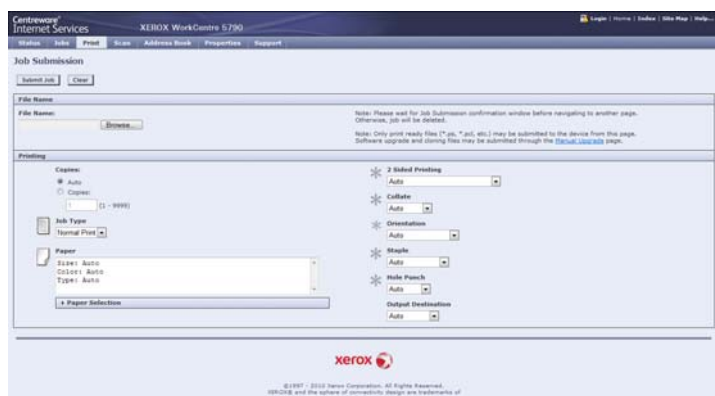 Centreware®
Internet Services
XEROX WorkCentre 5790
Login | Home | Index | Site Map | Help...
Status Jobs Print Scan Address Book Properties Support
Job Submission
Submit Job Clear
File Name
File Name:
Browse...
Note: Please wait for Job Submission confirmation window before navigating to another page.
Otherwise, job will be deleted.
Note: Only print ready files (*.ps, *.pcl, etc.) may be submitted to the device from this page.
Software upgrade and cloning files may be submitted through the Manual Upgrade page.
Printing
Copies:
Auto
Copies:
1 (1 - 9999)
Job Type
Normal Print
Paper
Size: Auto
Color: Auto
Type: Auto
Paper Selection
2 Sided Printing
Auto
Collate
Auto
Orientation
Auto
Staple
Auto
Hole Punch
Auto
Output Destination
Auto
xerox
©1997 - 2010 Xerox Corporation. All Rights Reserved.
XEROX® and the sphere of connectivity design are trademarks of